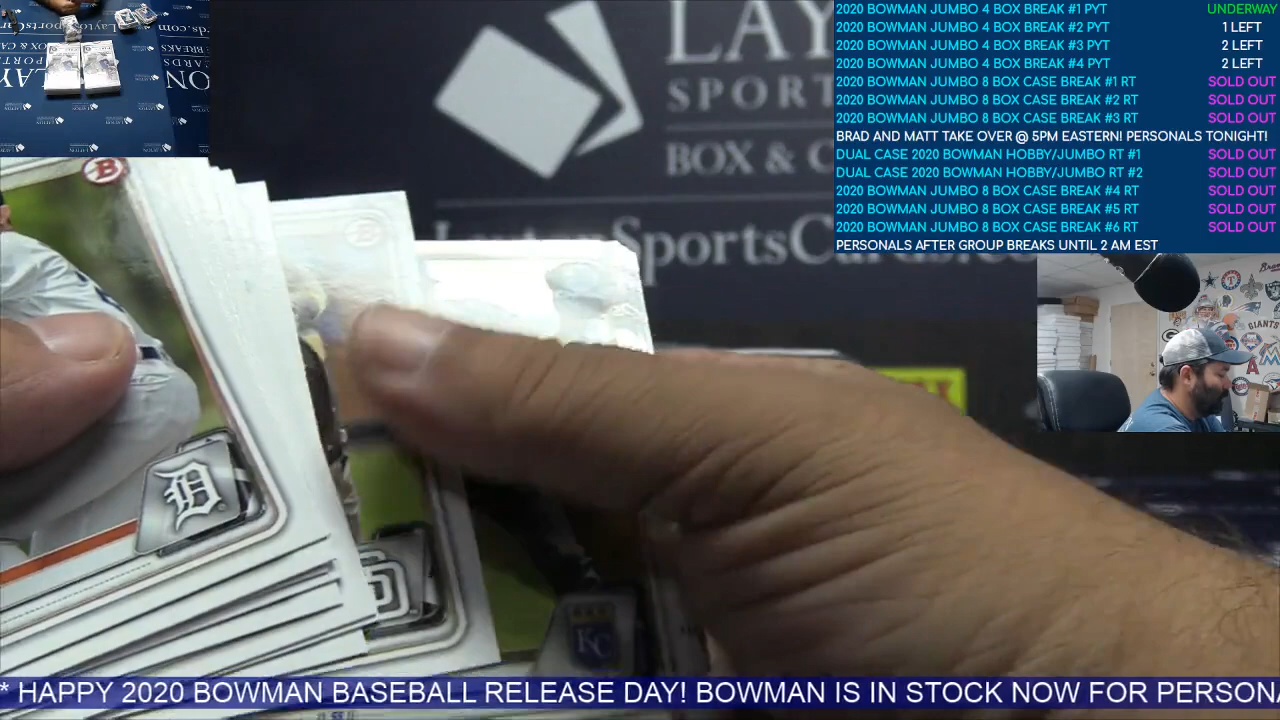 2020 BOWMAN JUMBO 4 BOX BREAK #1 PYT UNDERWAY
2020 BOWMAN JUMBO 4 BOX BREAK #2 PYT 1 LEFT
2020 BOWMAN JUMBO 4 BOX BREAK #3 PYT 2 LEFT
2020 BOWMAN JUMBO 4 BOX BREAK #4 PYT 2 LEFT
2020 BOWMAN JUMBO 8 BOX CASE BREAK #1 RT SOLD OUT
2020 BOWMAN JUMBO 8 BOX CASE BREAK #2 RT SOLD OUT
2020 BOWMAN JUMBO 8 BOX CASE BREAK #3 RT SOLD OUT
BRAD AND MATT TAKE OVER @ 5PM EASTERN! PERSONALS TONIGHT!
DUAL CASE 2020 BOWMAN HOBBY/JUMBO RT #1 SOLD OUT
DUAL CASE 2020 BOWMAN HOBBY/JUMBO RT #2 SOLD OUT
2020 BOWMAN JUMBO 8 BOX CASE BREAK #4 RT SOLD OUT
2020 BOWMAN JUMBO 8 BOX CASE BREAK #5 RT SOLD OUT
2020 BOWMAN JUMBO 8 BOX CASE BREAK #6 RT SOLD OUT
PERSONALS AFTER GROUP BREAKS UNTIL 2 AM EST
LAY
SPORT
BOX & C
LaytonSportsCards.co
B
D
SD
KC
GIANTS
* HAPPY 2020 BOWMAN BASEBALL RELEASE DAY! BOWMAN IS IN STOCK NOW FOR PERSON